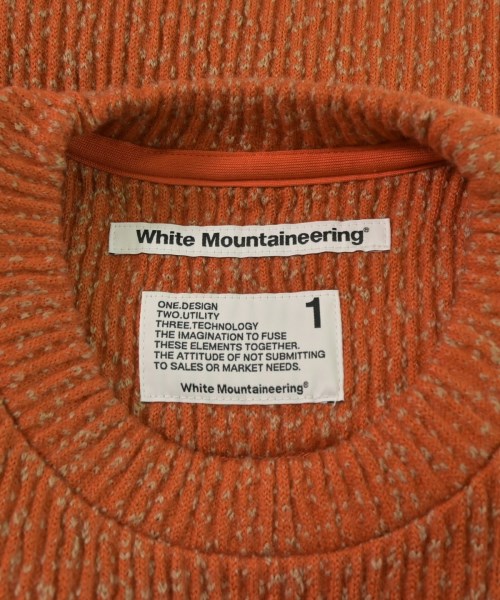 White Mountaineering®
1
ONE.DESIGN
TWO.UTILITY
THREE.TECHNOLOGY
THE IMAGINATION TO FUSE
THESE ELEMENTS TOGETHER.
THE ATTITUDE OF NOT SUBMITTING
TO SALES OR MARKET NEEDS.
White Mountaineering®